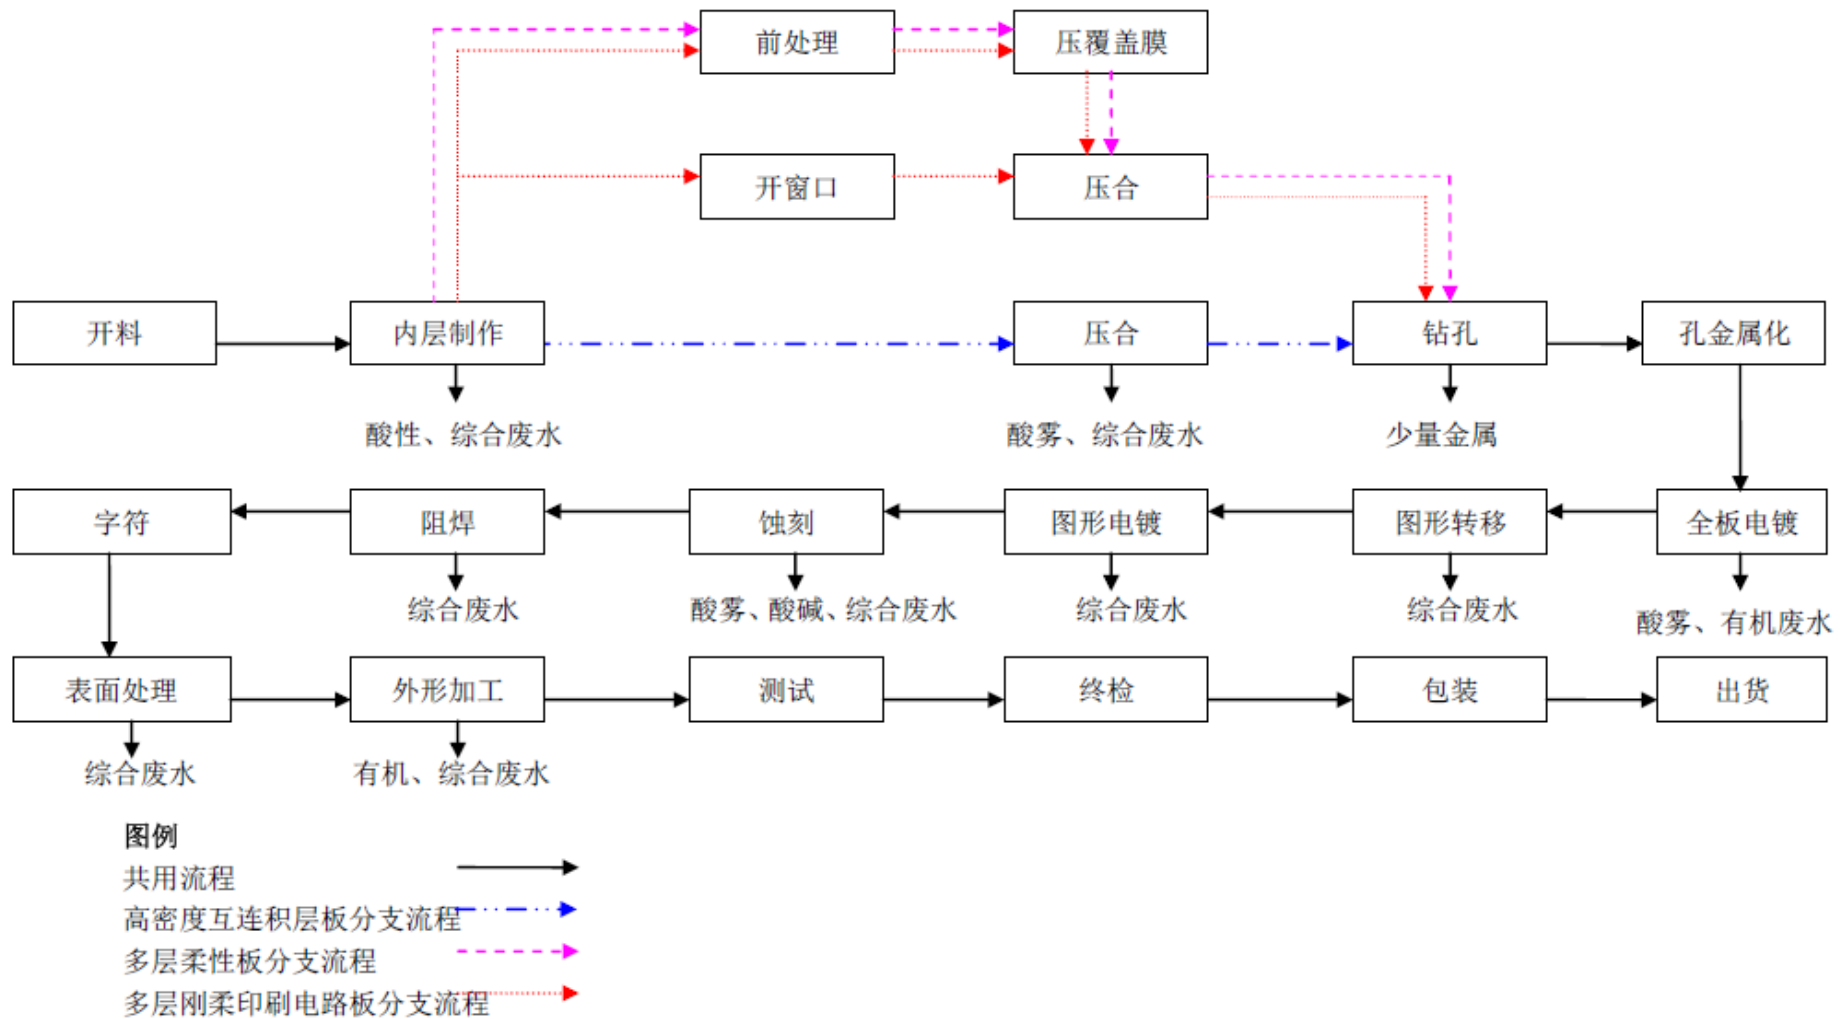 前处理 压覆盖膜
开窗口 压合
开料 内层制作 压合 钻孔 孔金属化
酸性、综合废水 酸雾、综合废水 少量金属
字符 阻焊 蚀刻 图形电镀 图形转移 全板电镀
综合废水 酸雾、酸碱、综合废水 综合废水 综合废水 酸雾、有机废水
表面处理 外形加工 测试 终检 包装 出货
综合废水 有机、综合废水
图例
共用流程
高密度互连积层板分支流程
多层柔性板分支流程
多层刚柔印刷电路板分支流程